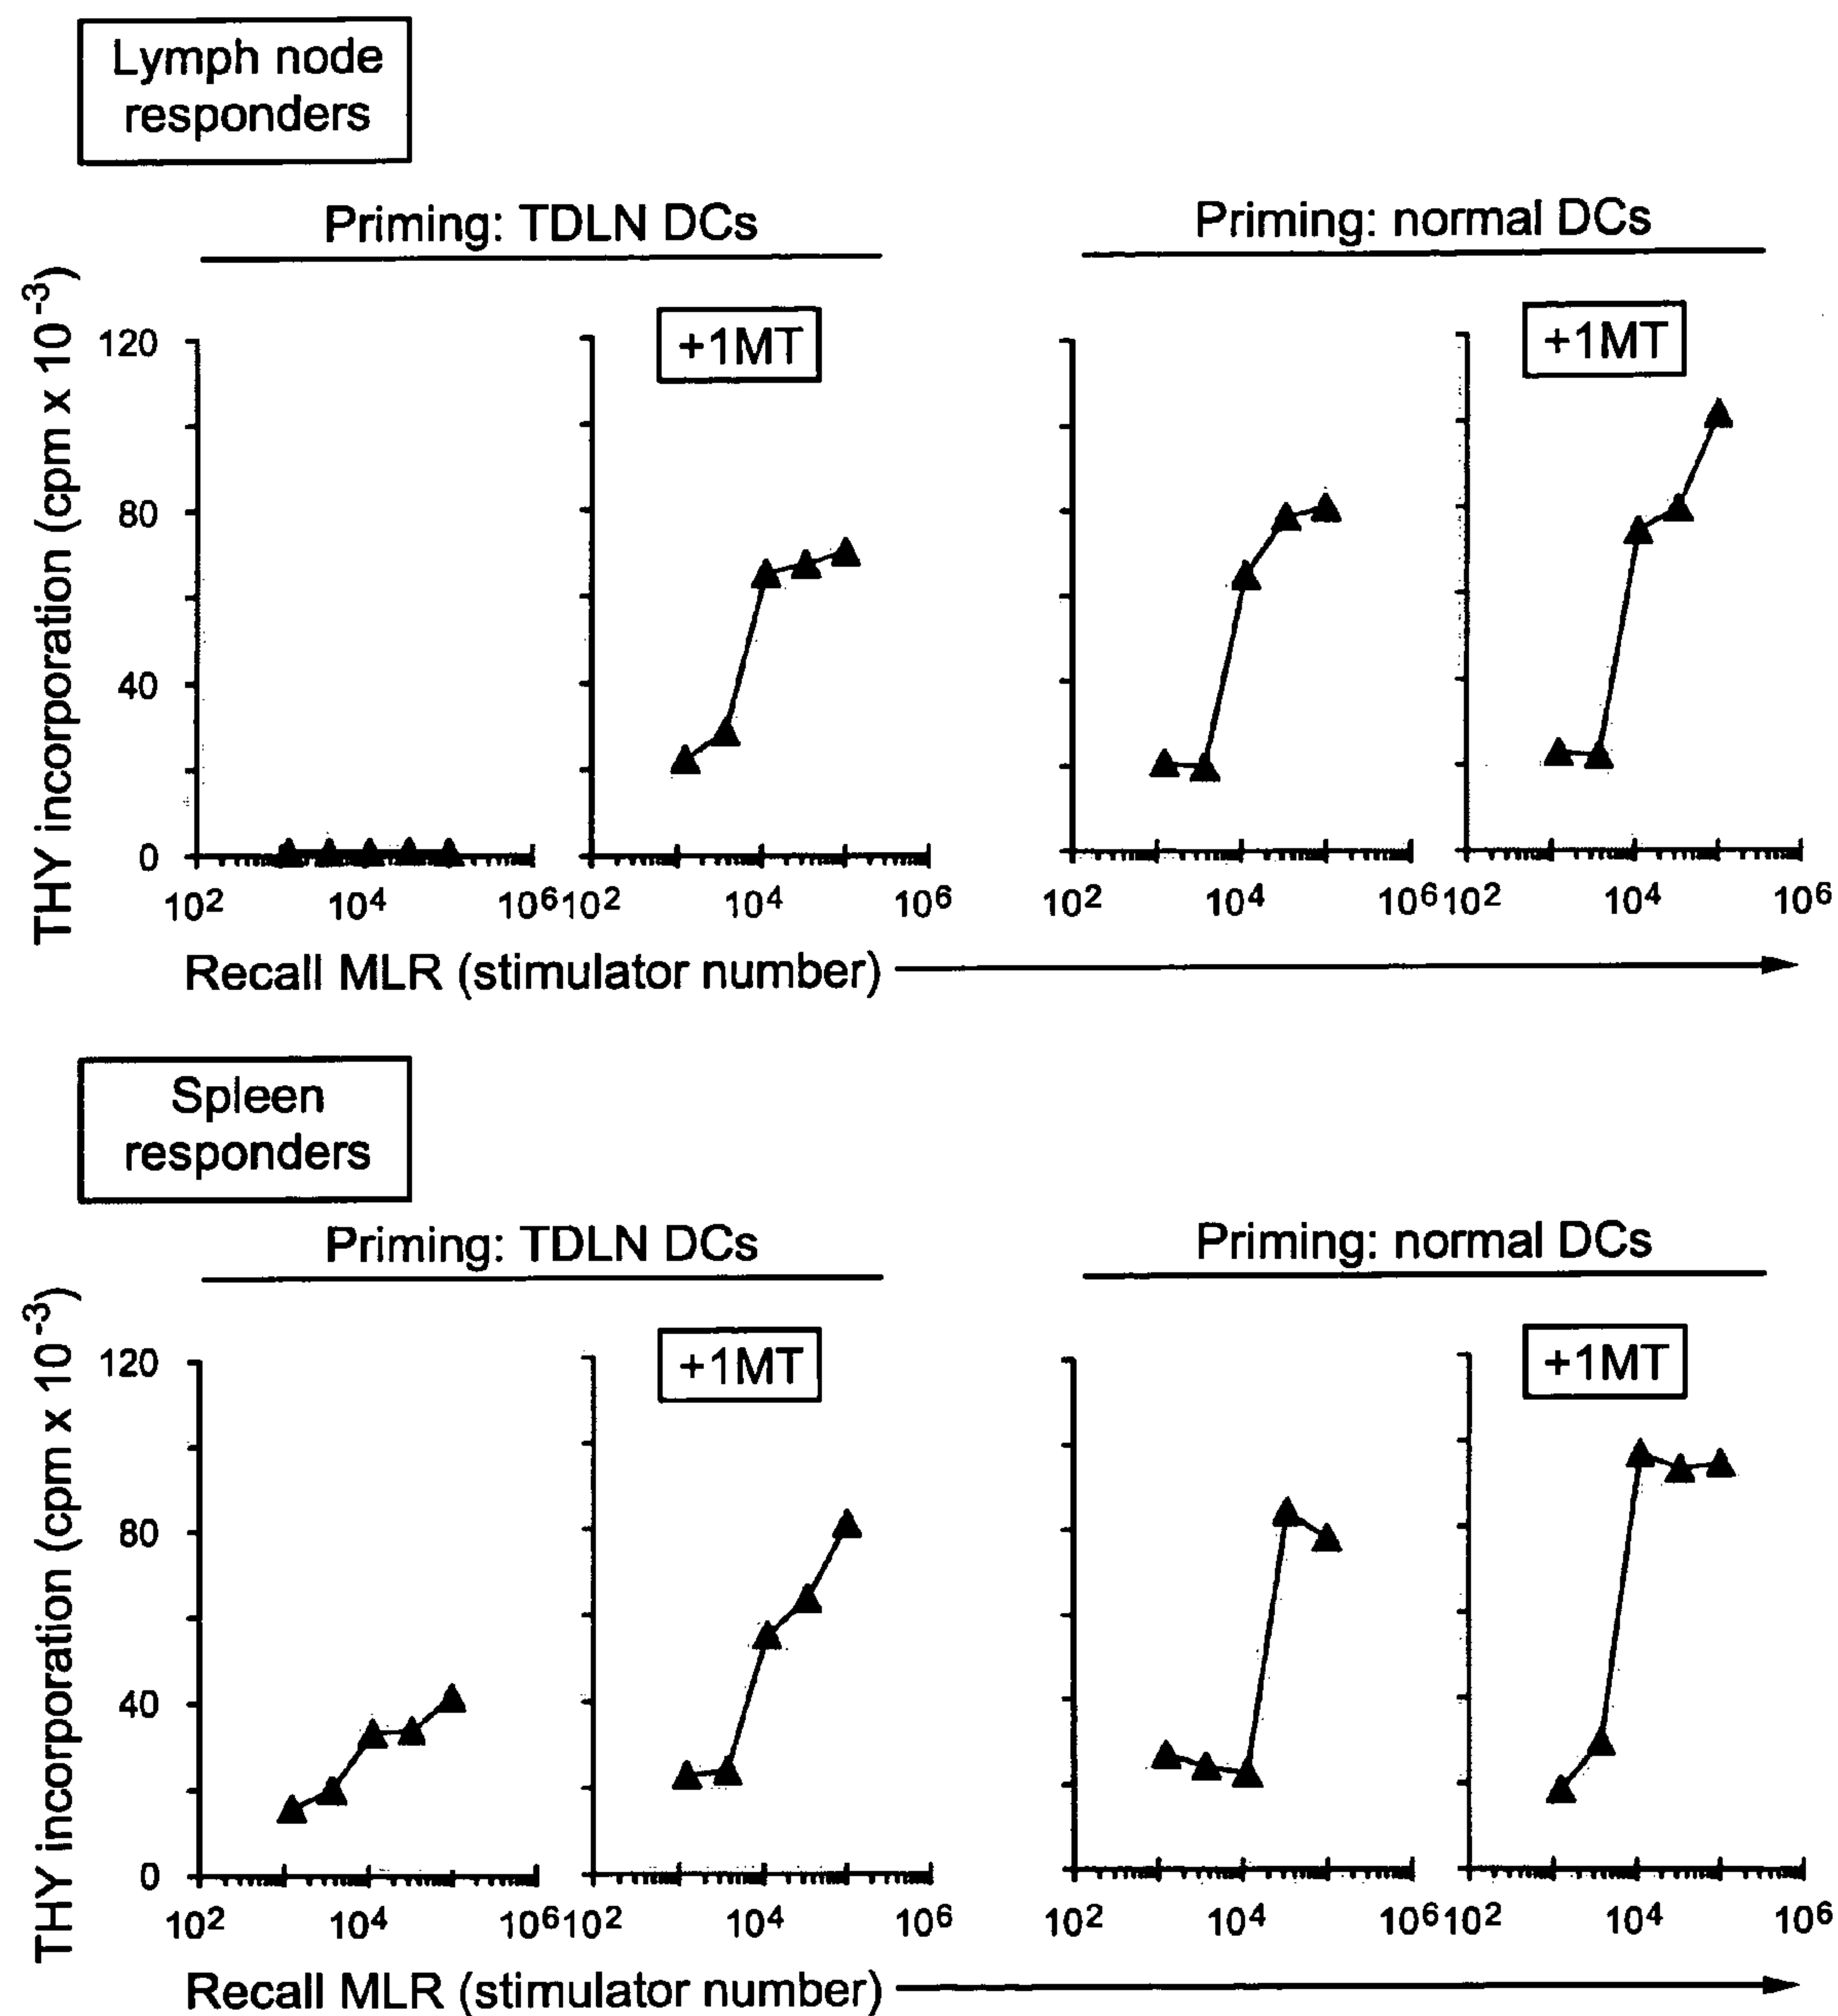 Lymph node
responders
Priming: TDLN DCs
Priming: normal DCs
THY incorporation (cpm x 10⁻³)
+1MT
+1MT
120
80
40
0
10² 10⁴ 10⁶ 10² 10⁴ 10⁶ 10² 10⁴ 10⁶ 10² 10⁴ 10⁶
Recall MLR (stimulator number)
Spleen
responders
Priming: TDLN DCs
Priming: normal DCs
THY incorporation (cpm x 10⁻³)
+1MT
+1MT
120
80
40
0
10² 10⁴ 10⁶ 10² 10⁴ 10⁶ 10² 10⁴ 10⁶ 10² 10⁴ 10⁶
Recall MLR (stimulator number)